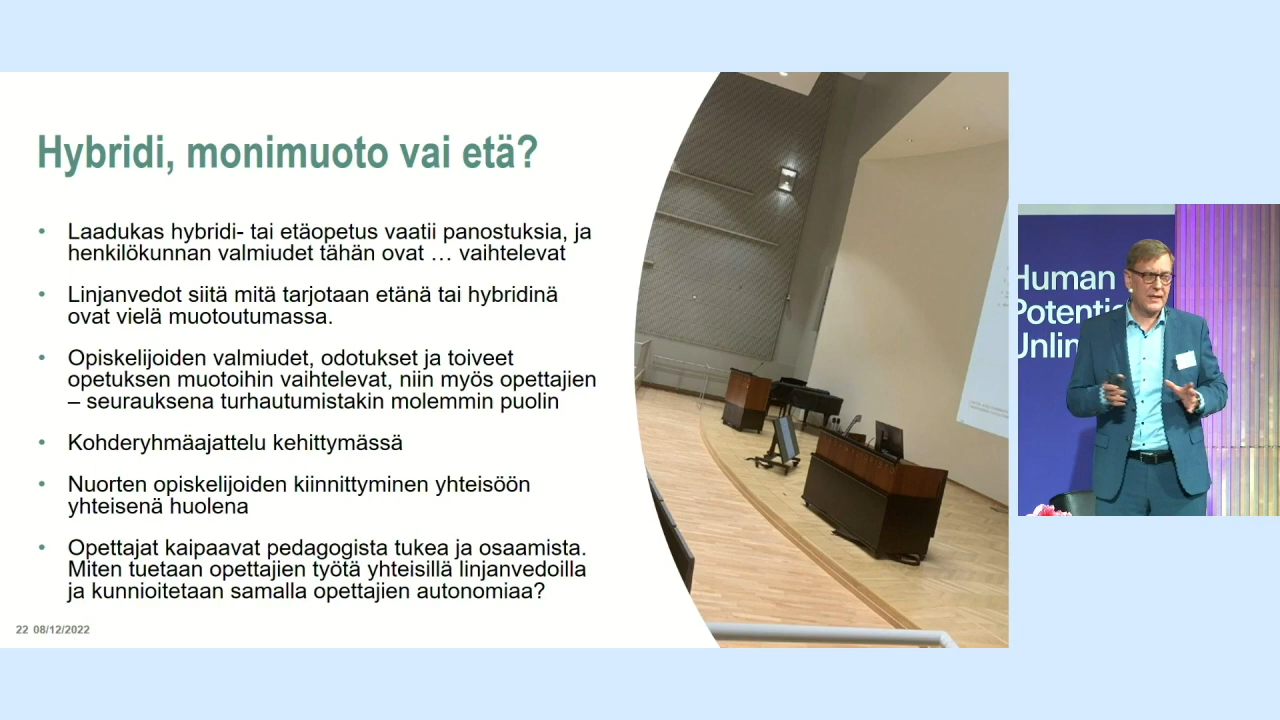 Hybridi, monimuoto vai etä?
• Laadukas hybridi- tai etäopetus vaatii panostuksia, ja
henkilökunnan valmiudet tähän ovat … vaihtelevat
• Linjanvedot siitä mitä tarjotaan etänä tai hybridinä
ovat vielä muotoutumassa.
• Opiskelijoiden valmiudet, odotukset ja toiveet
opetuksen muotoihin vaihtelevat, niin myös opettajien
– seurauksena turhautumistakin molemmin puolin
• Kohderyhmäajattelu kehittymässä
• Nuorten opiskelijoiden kiinnittyminen yhteisöön
yhteisenä huolena
• Opettajat kaipaavat pedagogista tukea ja osaamista.
Miten tuetaan opettajien työtä yhteisillä linjanvedoilla
ja kunnioitetaan samalla opettajien autonomiaa?
22 08/12/2022
Human
Potenti
Unlim